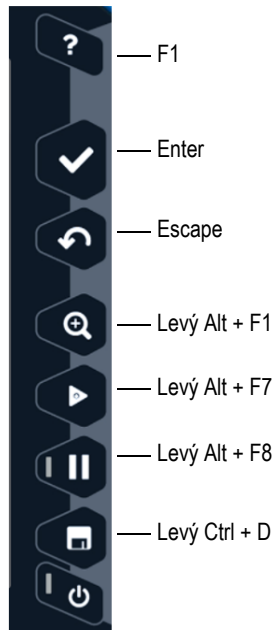 ?
F1
Enter
Escape
Levý Alt + F1
Levý Alt + F7
Levý Alt + F8
Levý Ctrl + D